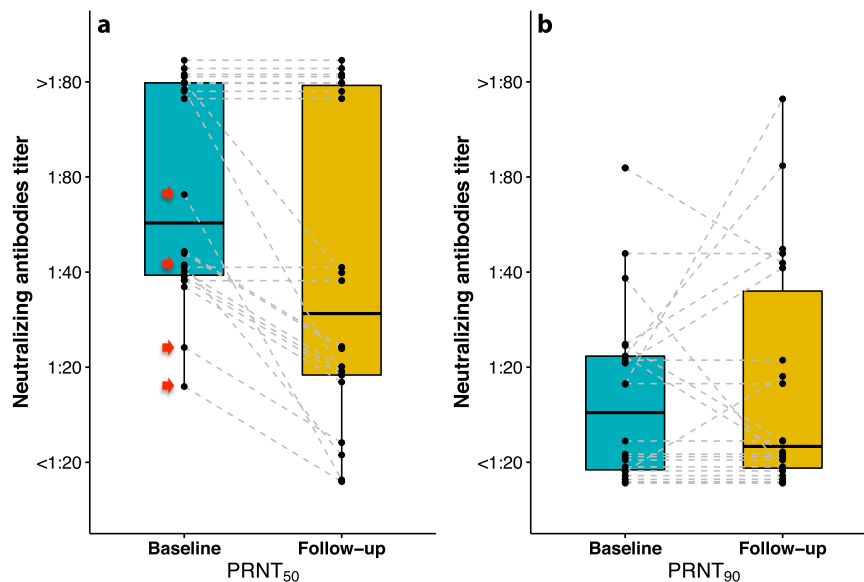 a
Neutralizing antibodies titer
>1:80
1:80
1:40
1:20
<1:20
Baseline
Follow-up
PRNT50
b
Neutralizing antibodies titer
>1:80
1:80
1:40
1:20
<1:20
Baseline
Follow-up
PRNT90